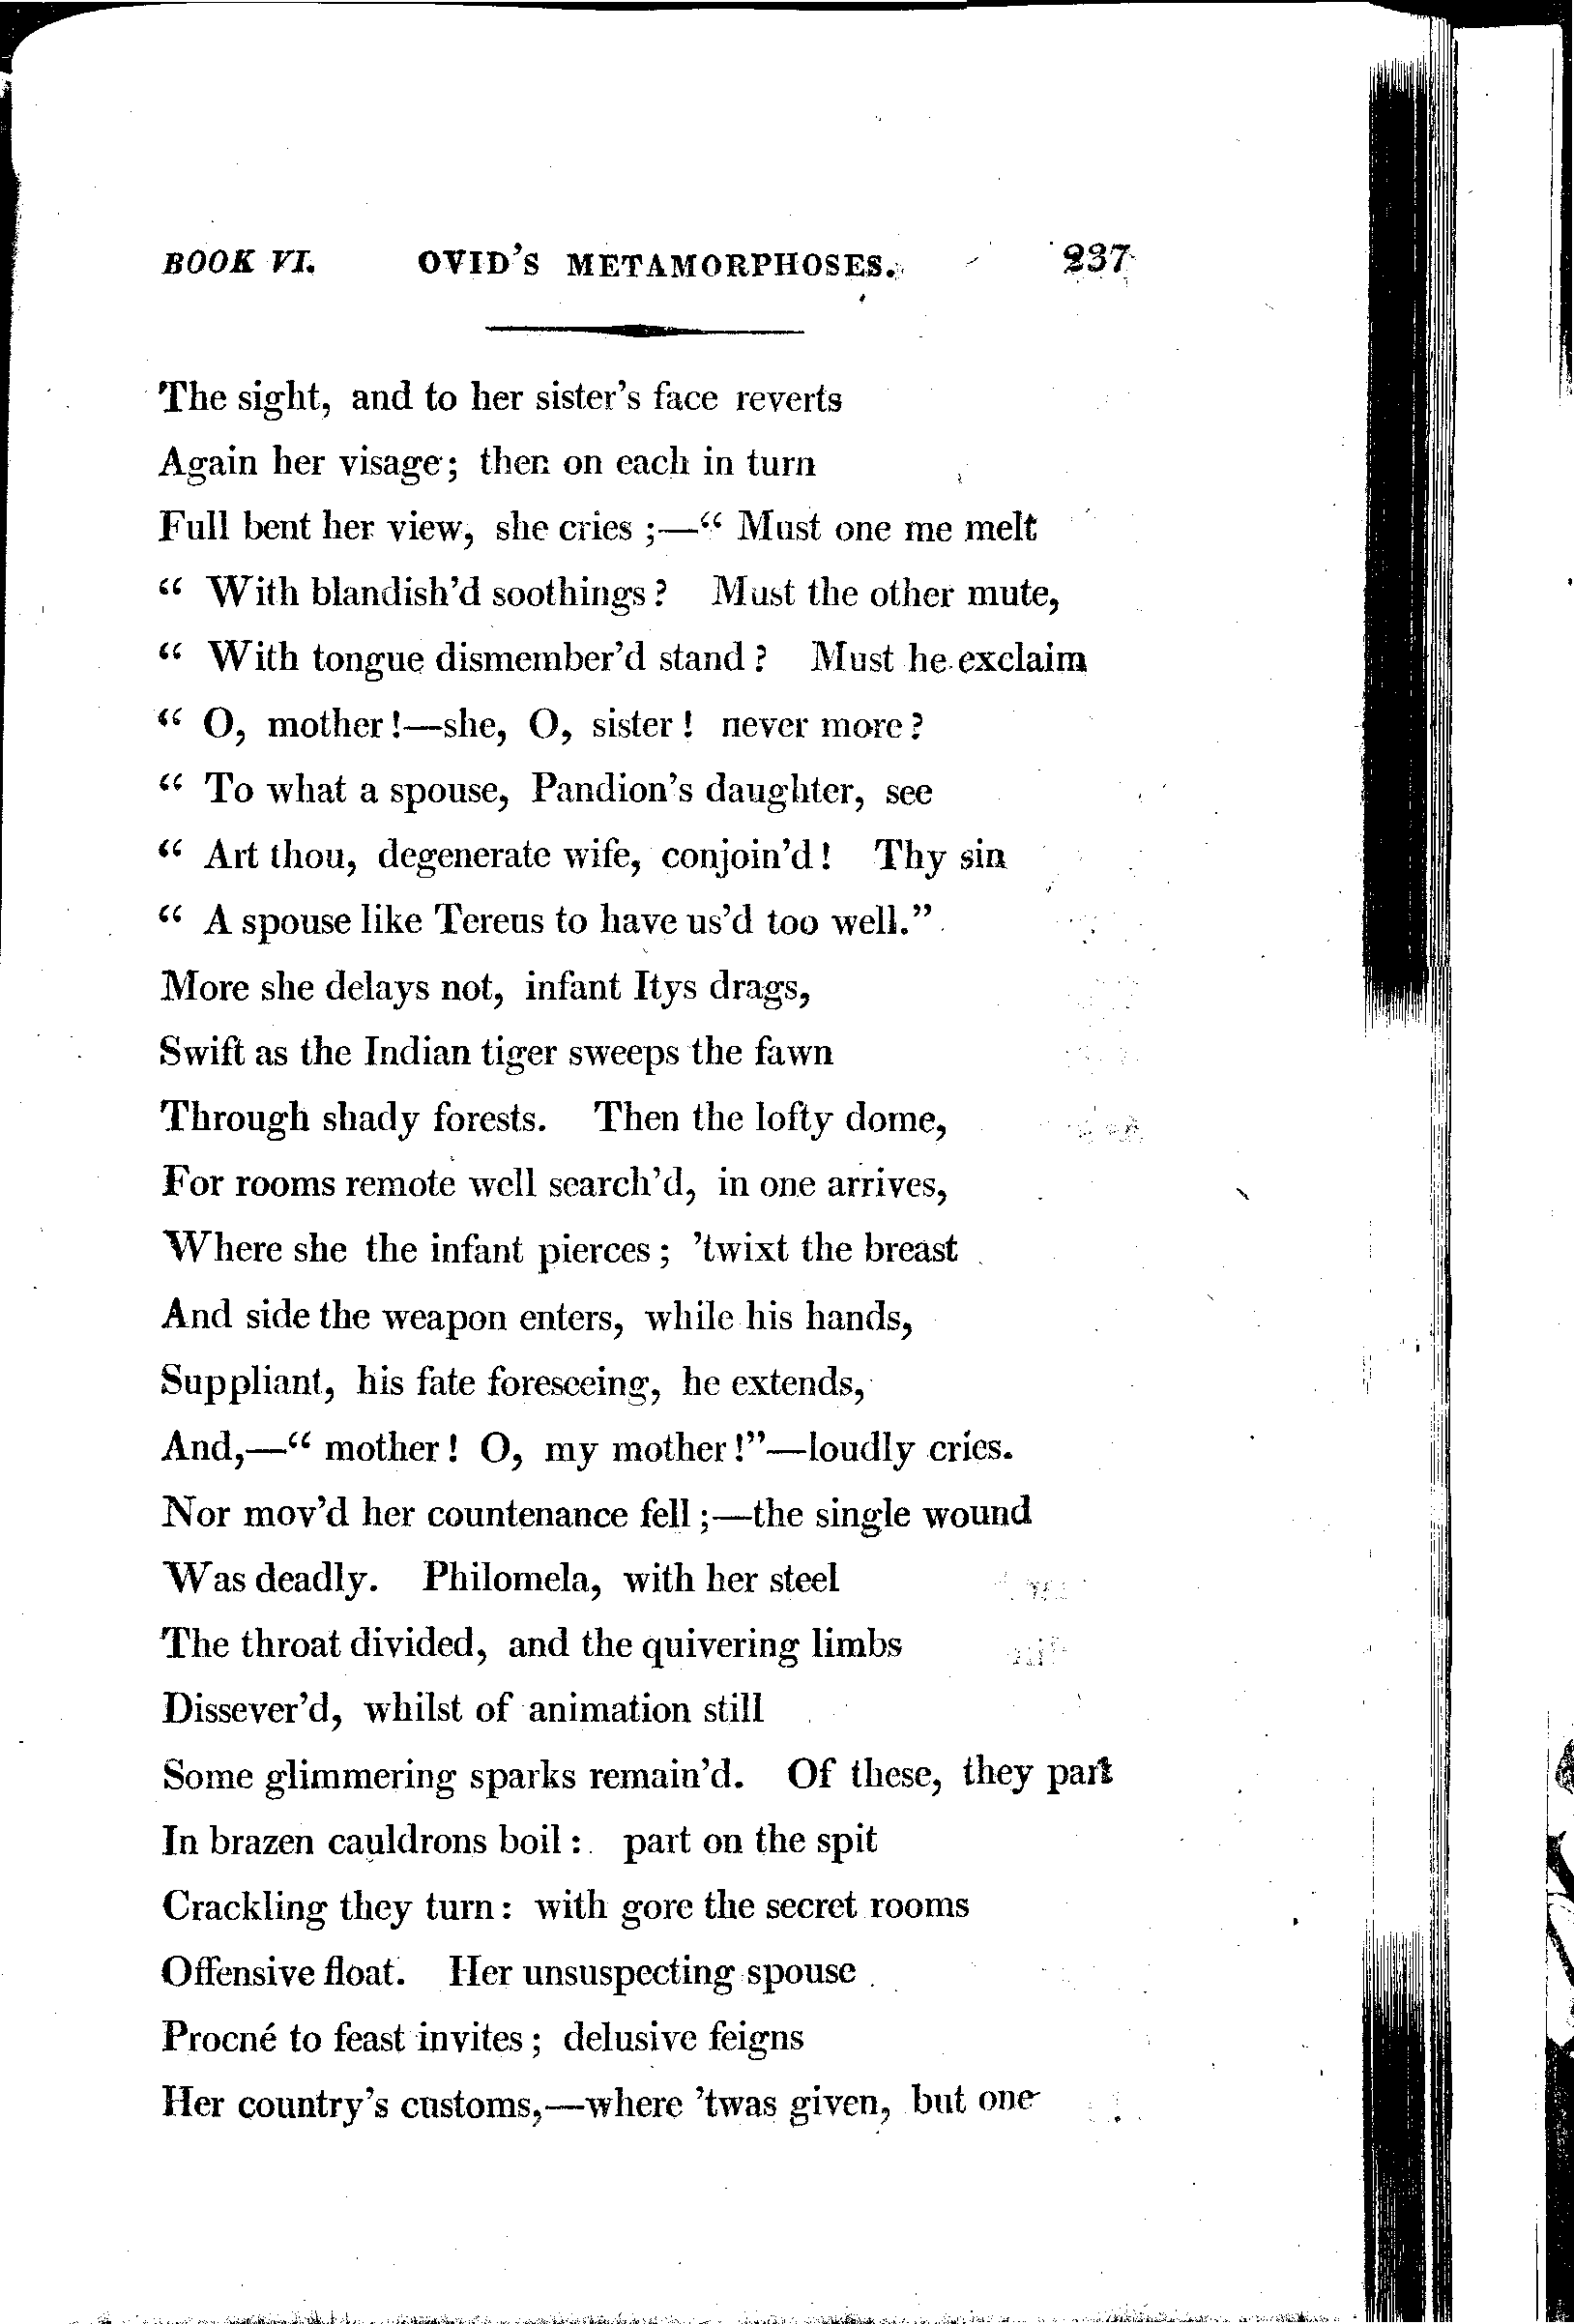 BOOK VI. OVID'S METAMORPHOSES. 237
The sight, and to her sister's face reverts
Again her visage; then on each in turn
Full bent her view, she cries ;—“ Must one me melt
“ With blandish'd soothings? Must the other mute,
“ With tongue dismember'd stand? Must he exclaim
“ O, mother!—she, O, sister! never more?
“ To what a spouse, Pandion's daughter, see
“ Art thou, degenerate wife, conjoin'd! Thy sin
“ A spouse like Tereus to have us'd too well.”
More she delays not, infant Itys drags,
Swift as the Indian tiger sweeps the fawn
Through shady forests. Then the lofty dome,
For rooms remote well search'd, in one arrives,
Where she the infant pierces; 'twixt the breast
And side the weapon enters, while his hands,
Suppliant, his fate foreseeing, he extends,
And,—“ mother! O, my mother!”—loudly cries.
Nor mov'd her countenance fell;—the single wound
Was deadly. Philomela, with her steel
The throat divided, and the quivering limbs
Dissever'd, whilst of animation still
Some glimmering sparks remain'd. Of these, they part
In brazen cauldrons boil: part on the spit
Crackling they turn: with gore the secret rooms
Offensive float. Her unsuspecting spouse
Procné to feast invites; delusive feigns
Her country's customs,—where 'twas given, but one